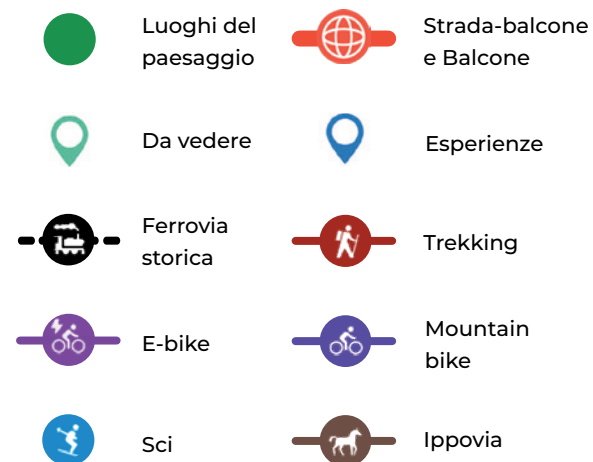 Luoghi del
paesaggio
Strada-balcone
e Balcone
Da vedere
Esperienze
Ferrovia
storica
Trekking
E-bike
Mountain
bike
Sci
Ippovia